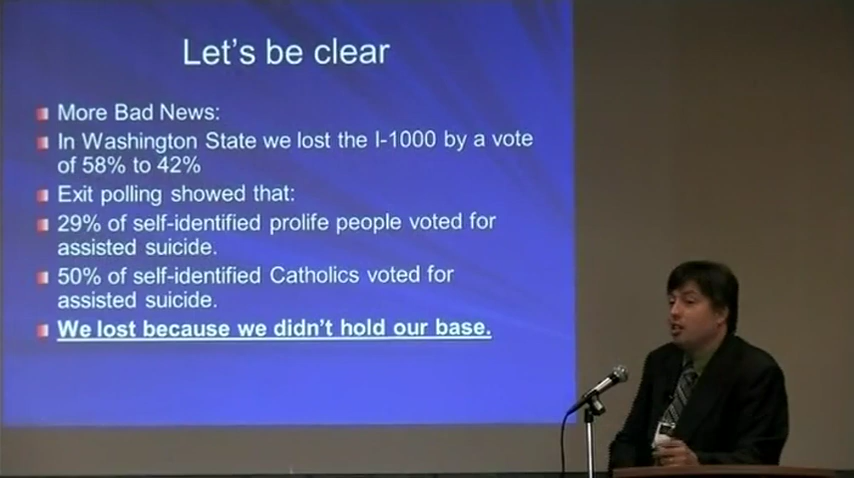 Let's be clear
More Bad News:
In Washington State we lost the I-1000 by a vote
of 58% to 42%
Exit polling showed that:
29% of self-identified prolife people voted for
assisted suicide.
50% of self-identified Catholics voted for
assisted suicide.
We lost because we didn't hold our base.